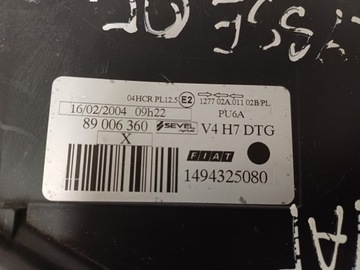 04HCR PL12.5 E2 1277 02A.011 02B/PL
16/02/2004 09h22 PU6A
89 006 360 SEVEL V4 H7 DTG
X FIAT
1494325080